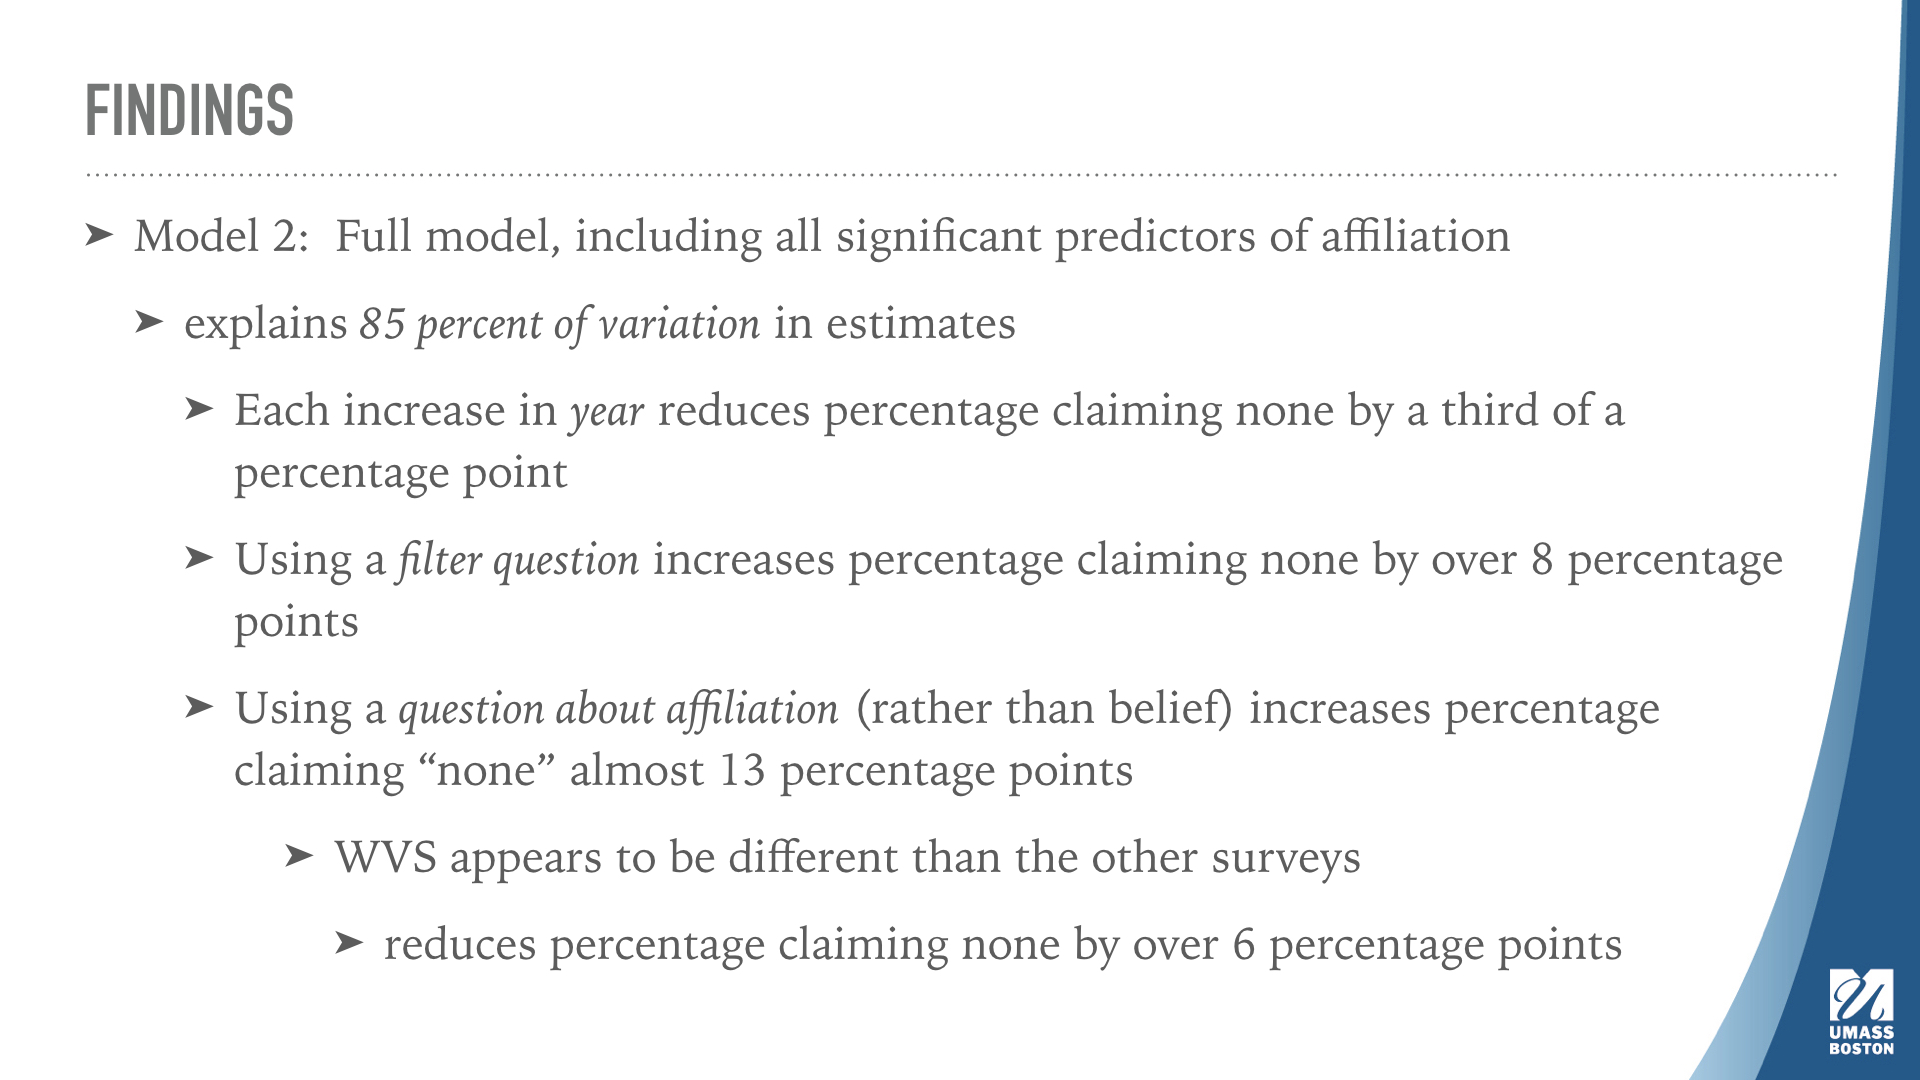 FINDINGS
➤ Model 2:  Full model, including all significant predictors of affiliation
➤ explains 85 percent of variation in estimates
➤ Each increase in year reduces percentage claiming none by a third of a
percentage point
➤ Using a filter question increases percentage claiming none by over 8 percentage
points
➤ Using a question about affiliation (rather than belief) increases percentage
claiming “none” almost 13 percentage points
➤ WVS appears to be different than the other surveys
➤ reduces percentage claiming none by over 6 percentage points
UMASS
BOSTON